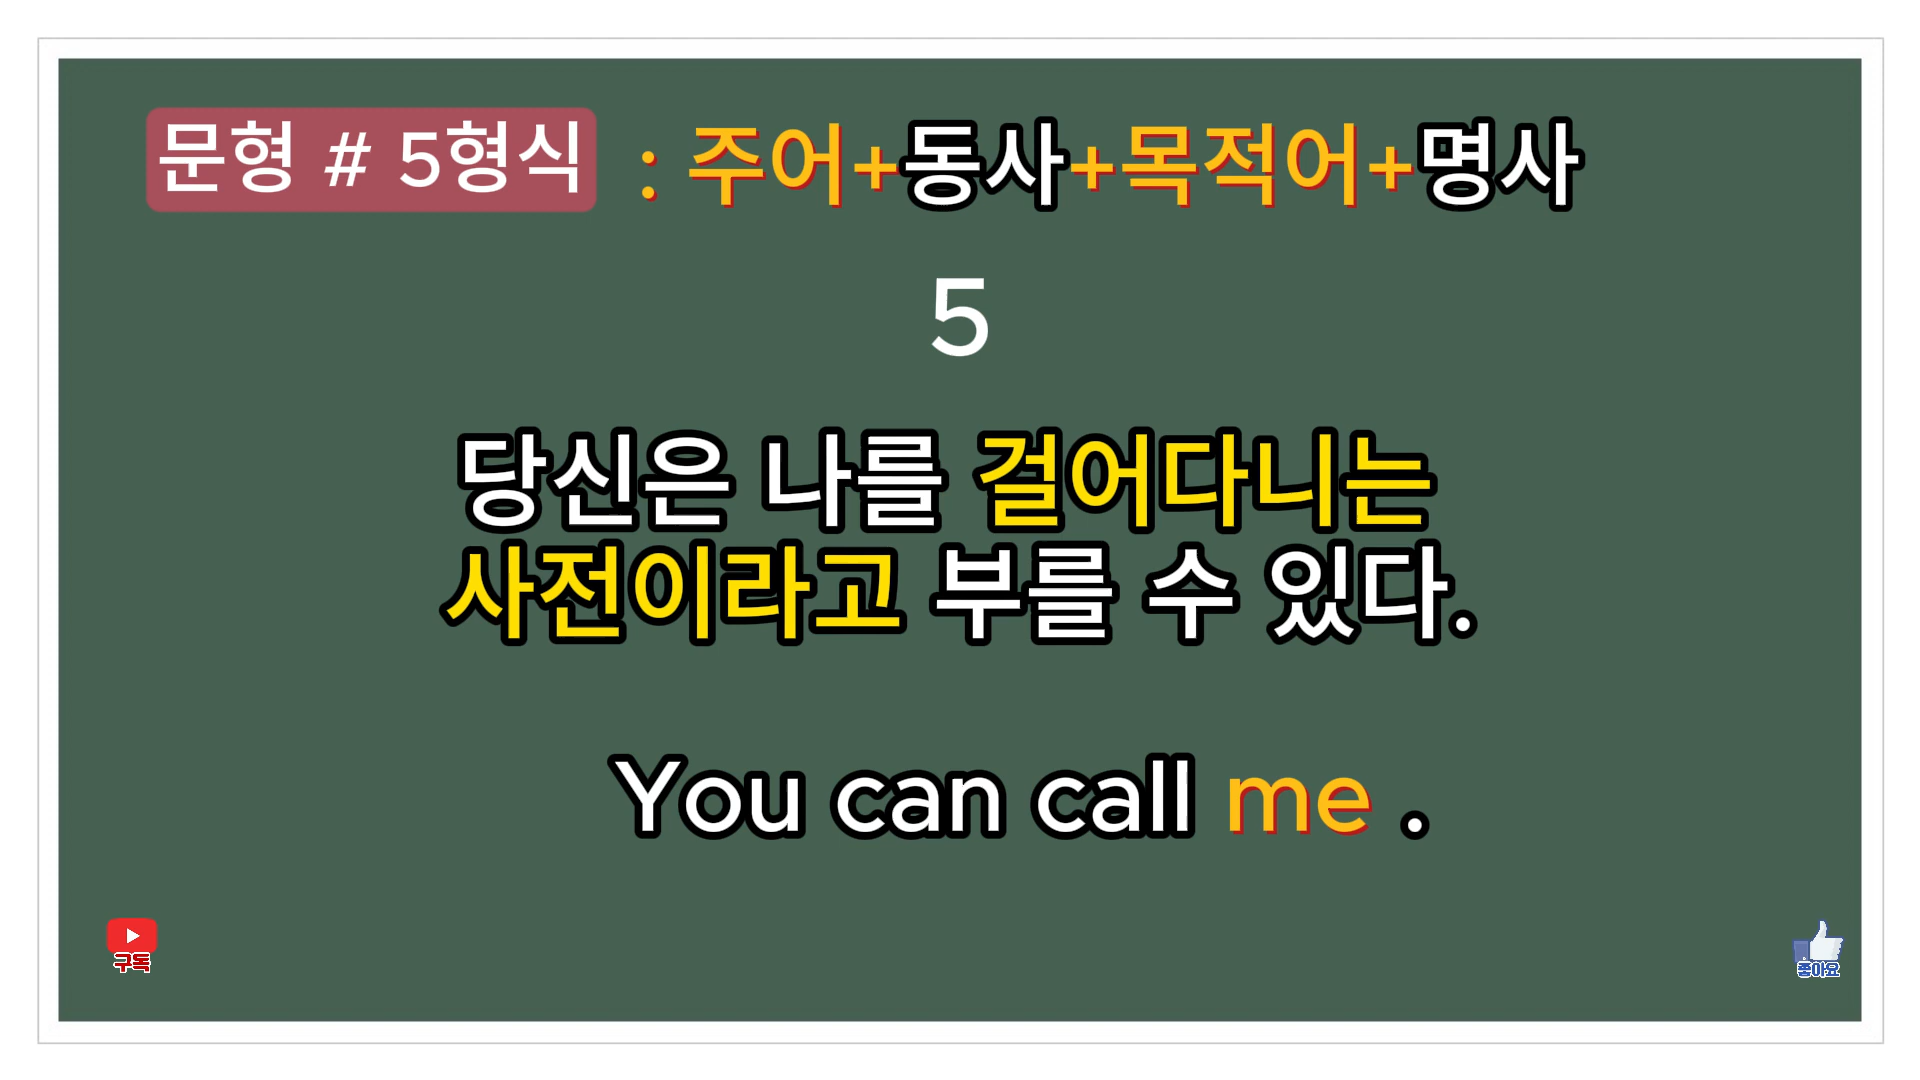 문형 # 5형식 : 주어+동사+목적어+명사
5
당신은 나를 걸어다니는
사전이라고 부를 수 있다.
You can call me .
구독
좋아요